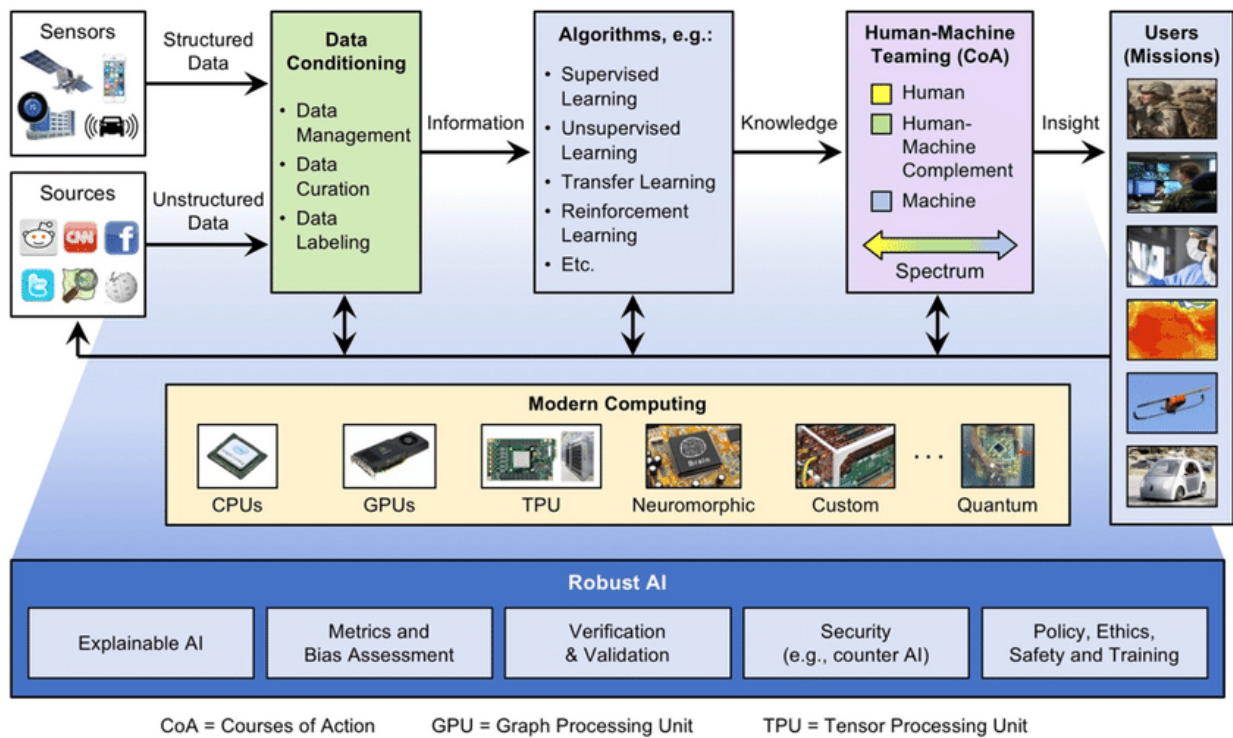 Sensors
Structured
Data
Sources
CNN
Unstructured
Data
Data
Conditioning
• Data
Management
• Data
Curation
• Data
Labeling
Information
Algorithms, e.g.:
• Supervised
Learning
• Unsupervised
Learning
• Transfer Learning
• Reinforcement
Learning
• Etc.
Knowledge
Human-Machine
Teaming (CoA)
Human
Human-
Machine
Complement
Machine
Spectrum
Insight
Users
(Missions)
Modern Computing
Brain
CPUs
GPUs
TPU
Neuromorphic
Custom
...
Quantum
Robust AI
Explainable AI
Metrics and
Bias Assessment
Verification
& Validation
Security
(e.g., counter AI)
Policy, Ethics,
Safety and Training
CoA = Courses of Action
GPU = Graph Processing Unit
TPU = Tensor Processing Unit